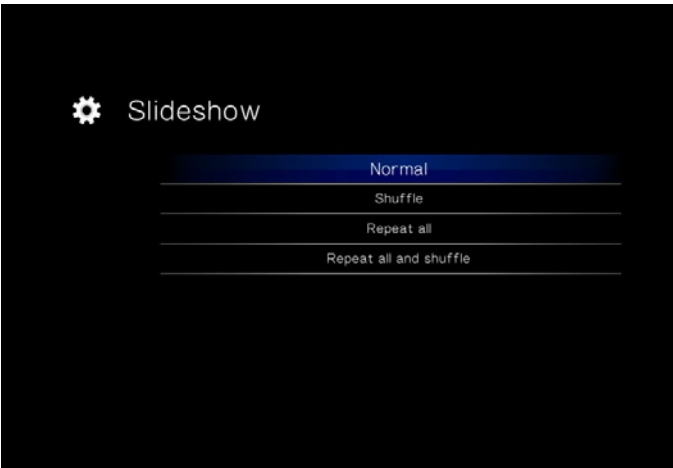 Slideshow
Normal
Shuffle
Repeat all
Repeat all and shuffle